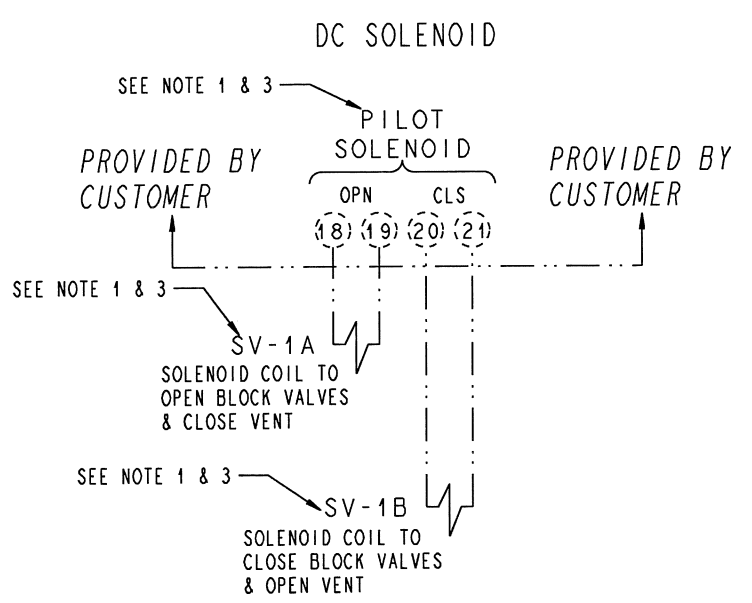 DC SOLENOID
SEE NOTE 1 & 3
PILOT
SOLENOID
PROVIDED BY
CUSTOMER
PROVIDED BY
CUSTOMER
OPN CLS
18 19 20 21
SEE NOTE 1 & 3
SV-1A
SOLENOID COIL TO
OPEN BLOCK VALVES
& CLOSE VENT
SEE NOTE 1 & 3
SV-1B
SOLENOID COIL TO
CLOSE BLOCK VALVES
& OPEN VENT